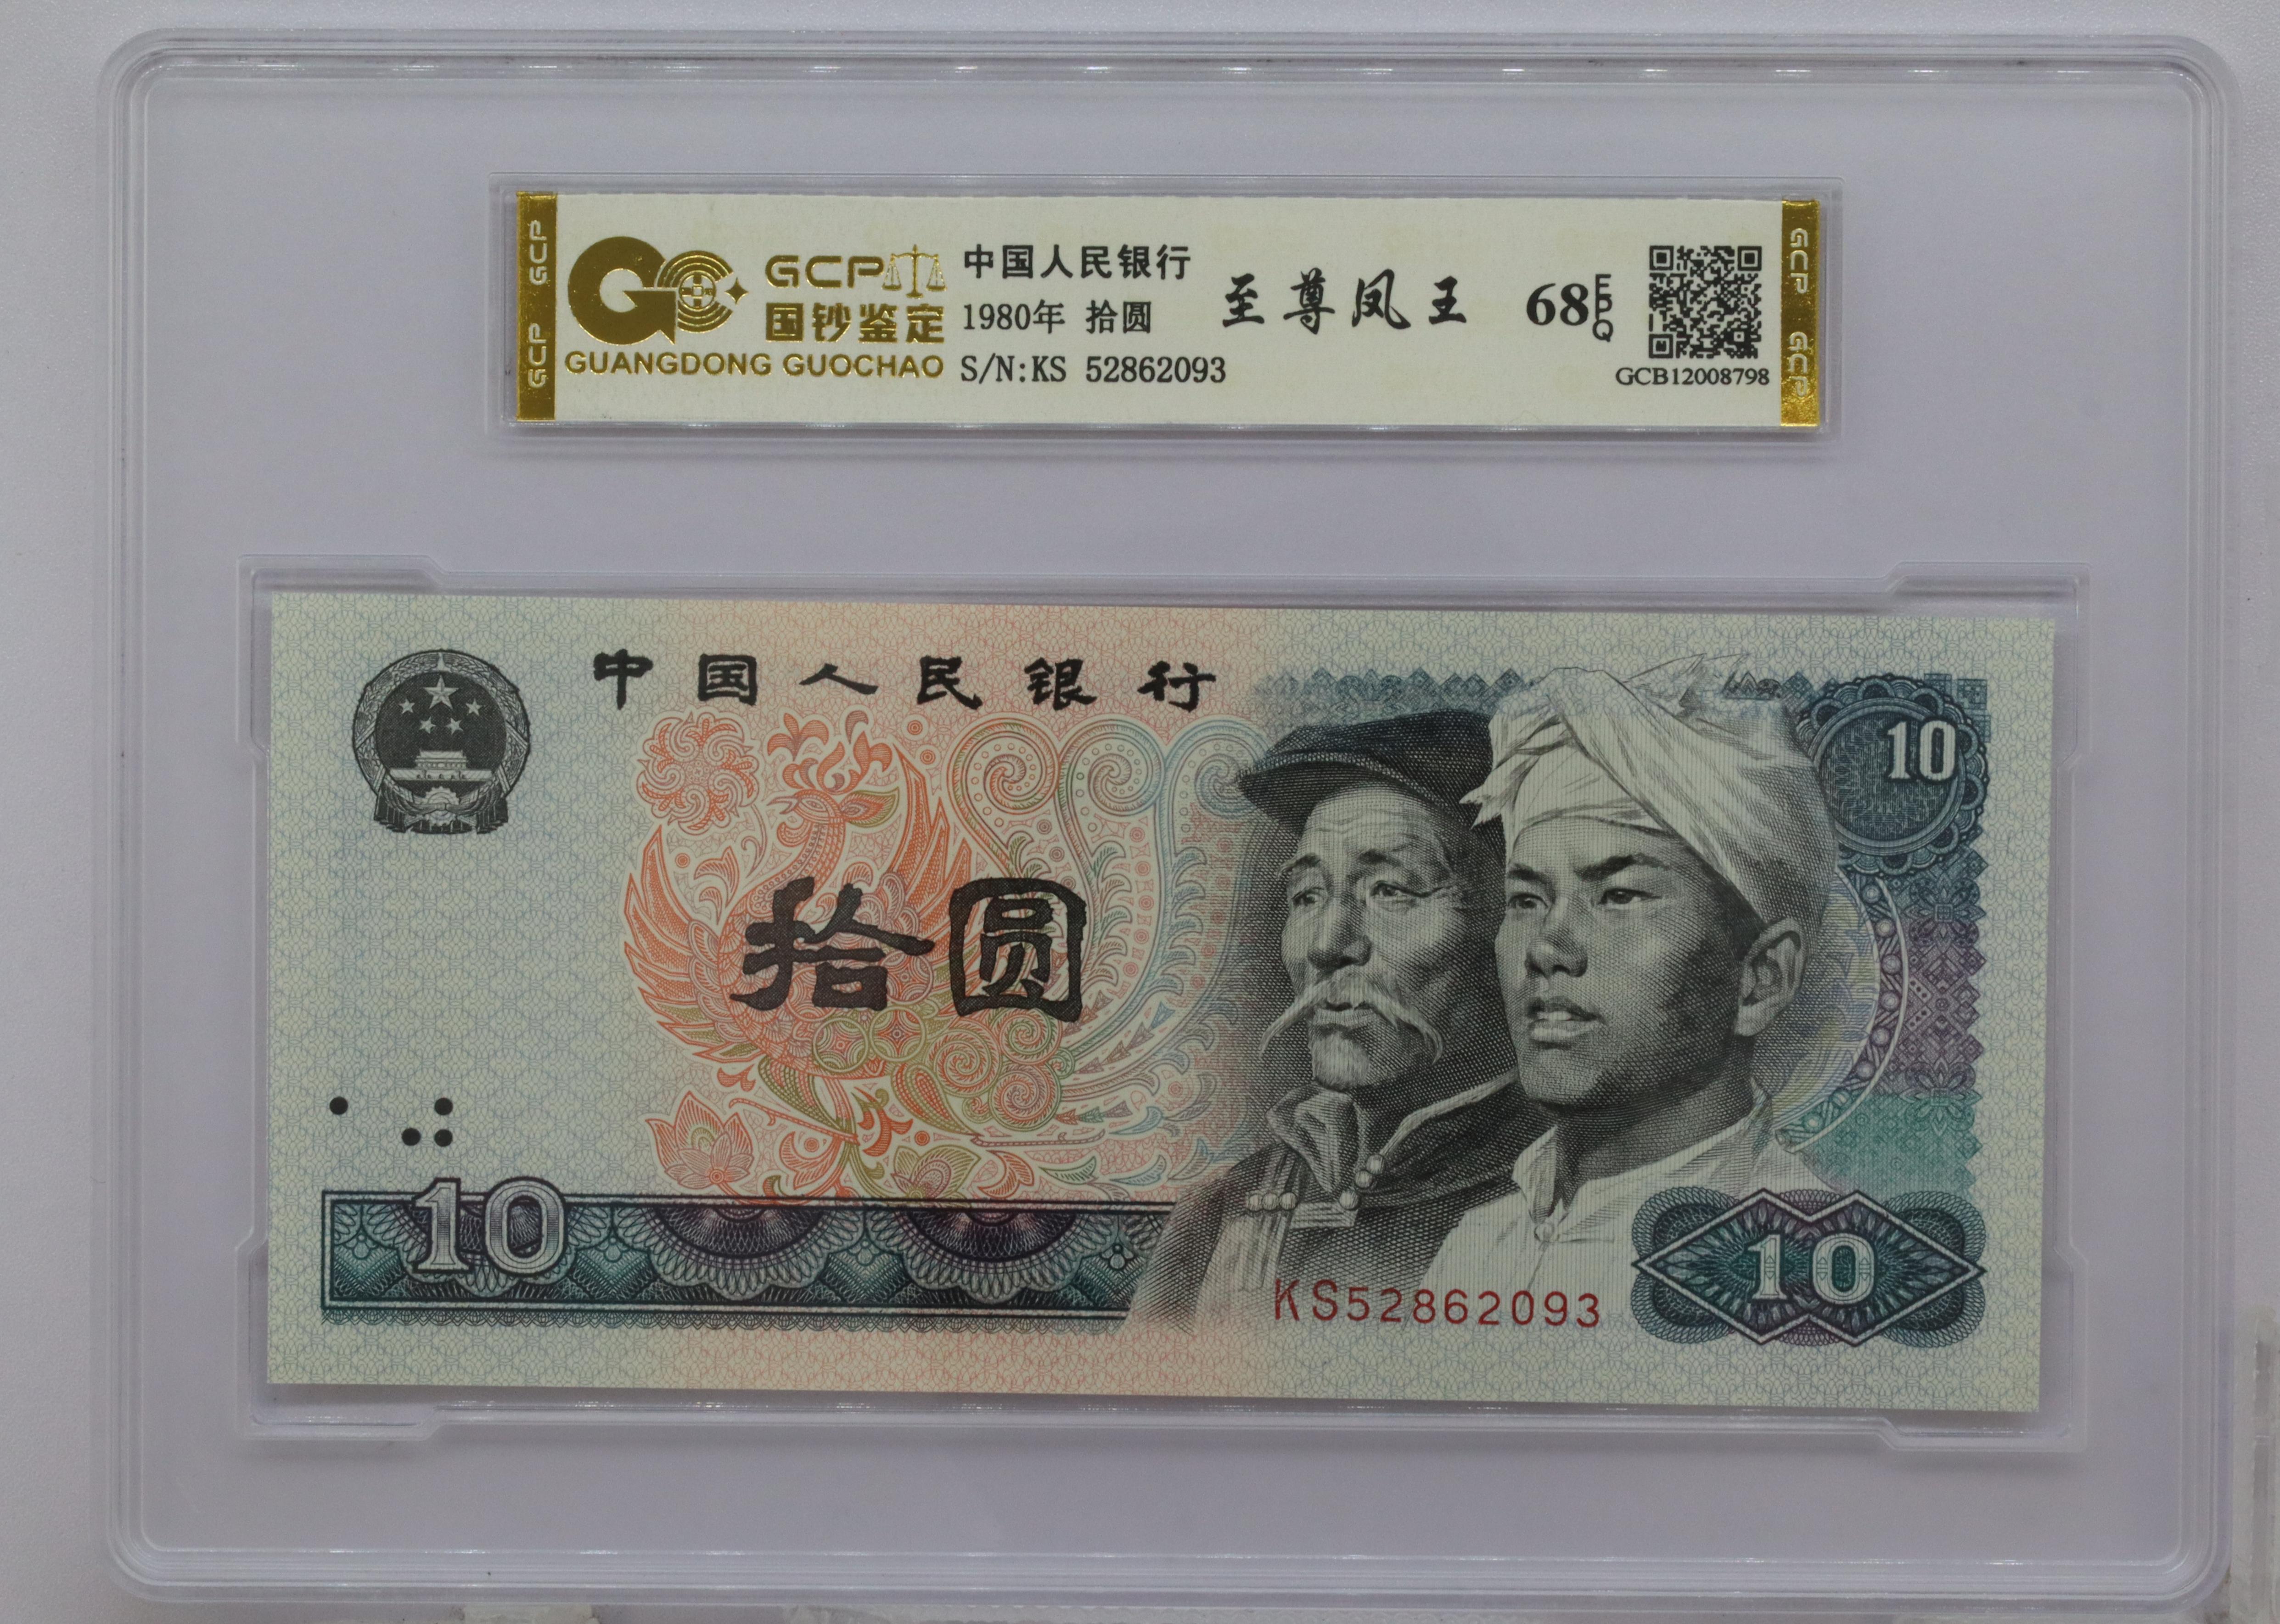 GCP GCP
GCP
国钞鉴定
GUANGDONG GUOCHAO
中国人民银行
1980年 拾圆
S/N:KS 52862093
至尊凤王
68 EPQ
GCB12008798
GCP GCP
中国人民银行
10
拾圆
10
KS52862093
10